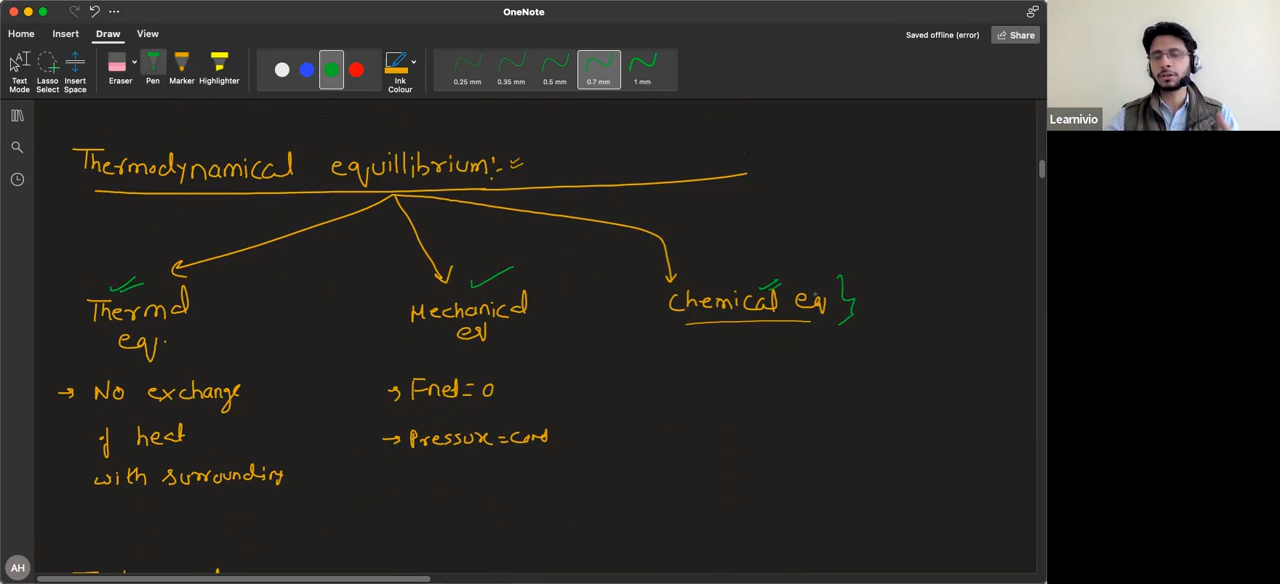 OneNote
Home Insert Draw View
Saved offline (error) Share
Text Mode
Lasso Select
Insert Space
Eraser
Pen
Marker
Highlighter
Ink Colour
0.25 mm
0.35 mm
0.5 mm
0.7 mm
1 mm
Learnivio
Thermodynamical equillibrium:-
Thermal
eq.
Mechanical
eq
Chemical eq
→ No exchange
of heat
with surrounding
→ Fnet = 0
→ Pressure = Const
AH